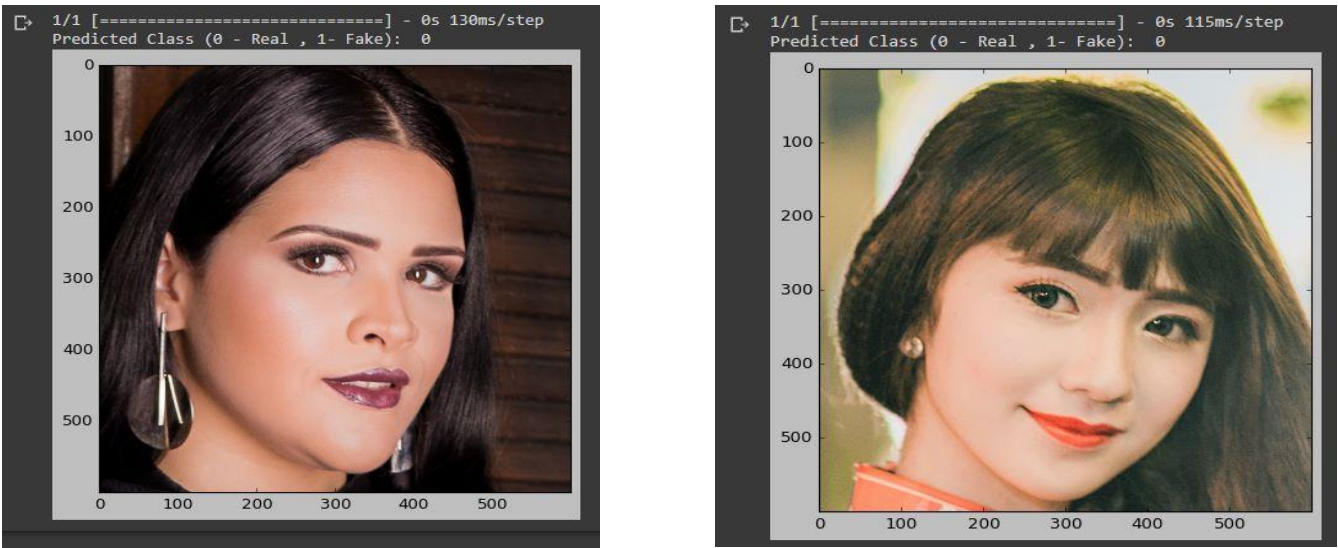 1/1 [==============================] - 0s 130ms/step
Predicted Class (0 - Real , 1- Fake):  0
0
100
200
300
400
500
0 100 200 300 400 500
1/1 [==============================] - 0s 115ms/step
Predicted Class (0 - Real , 1- Fake):  0
0
100
200
300
400
500
0 100 200 300 400 500